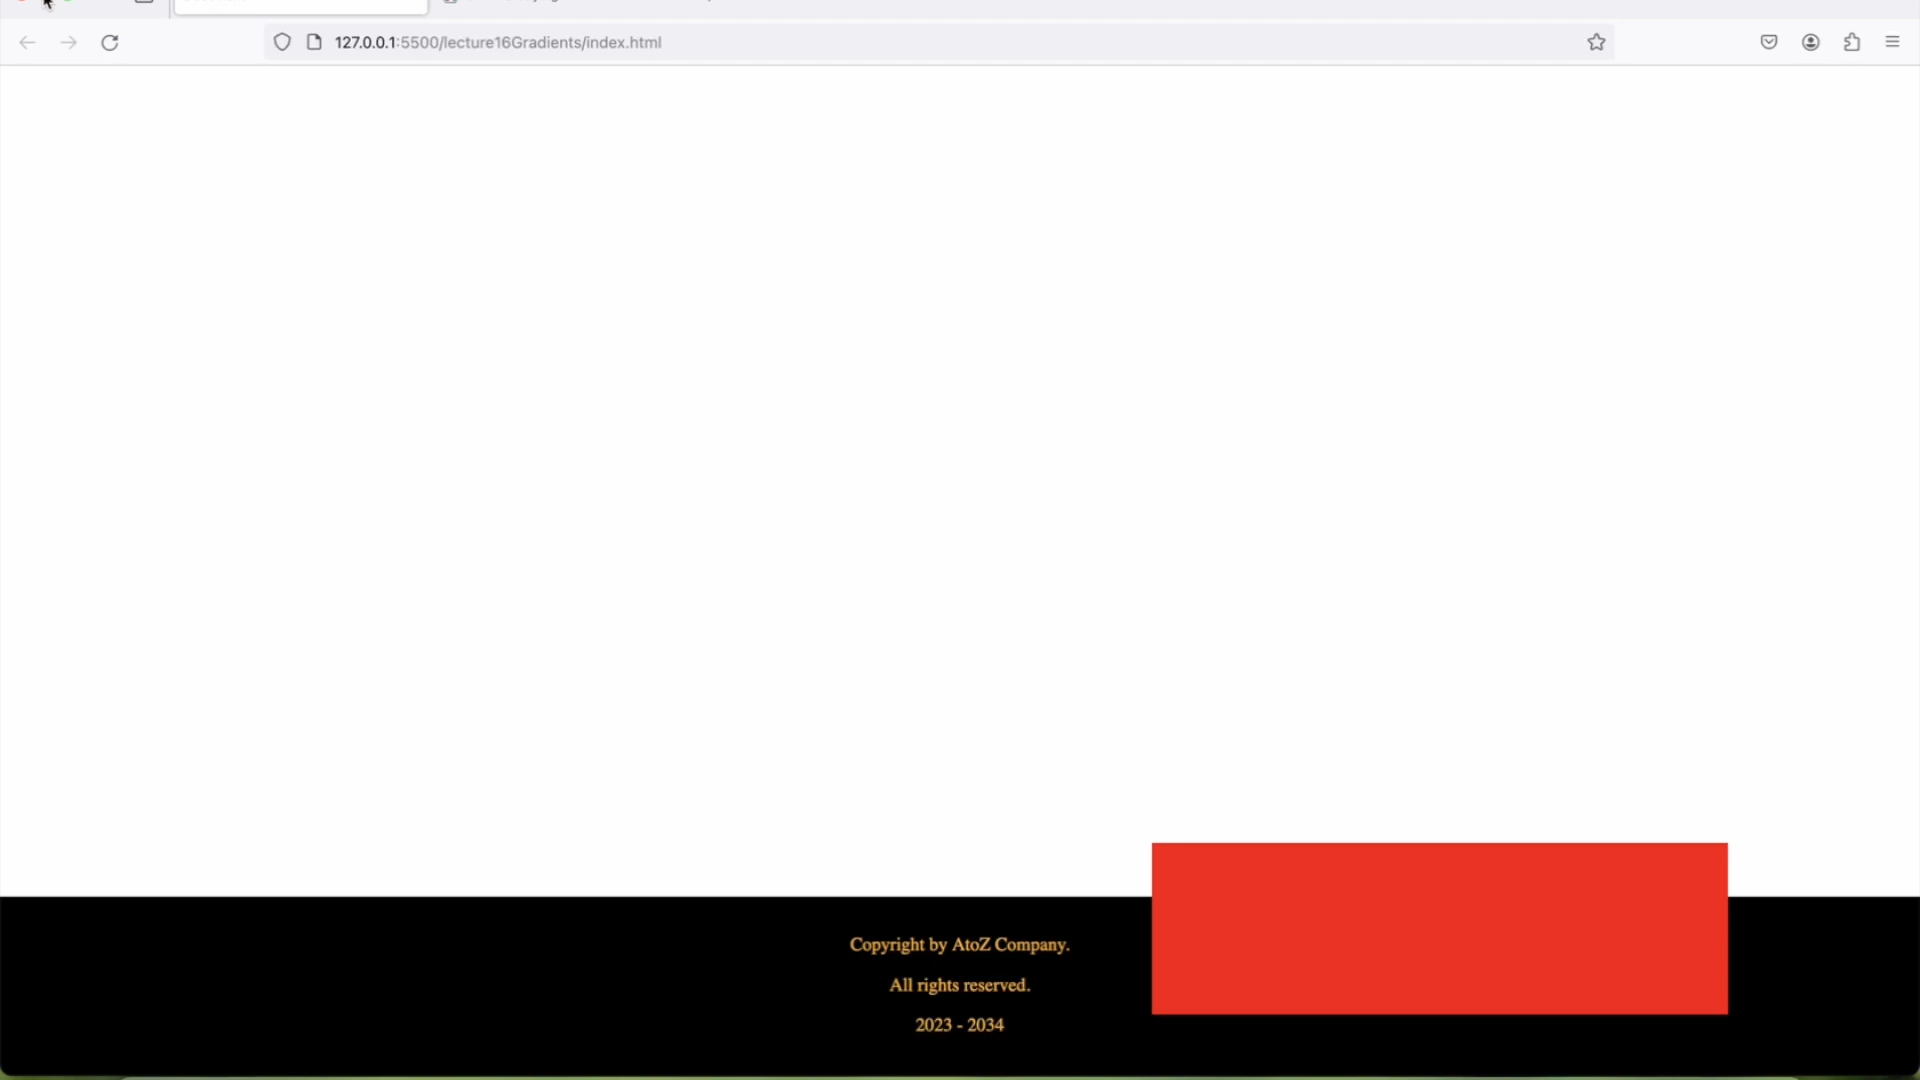 127.0.0.1:5500/lecture16Gradients/index.html
Copyright by AtoZ Company.
All rights reserved.
2023 - 2034